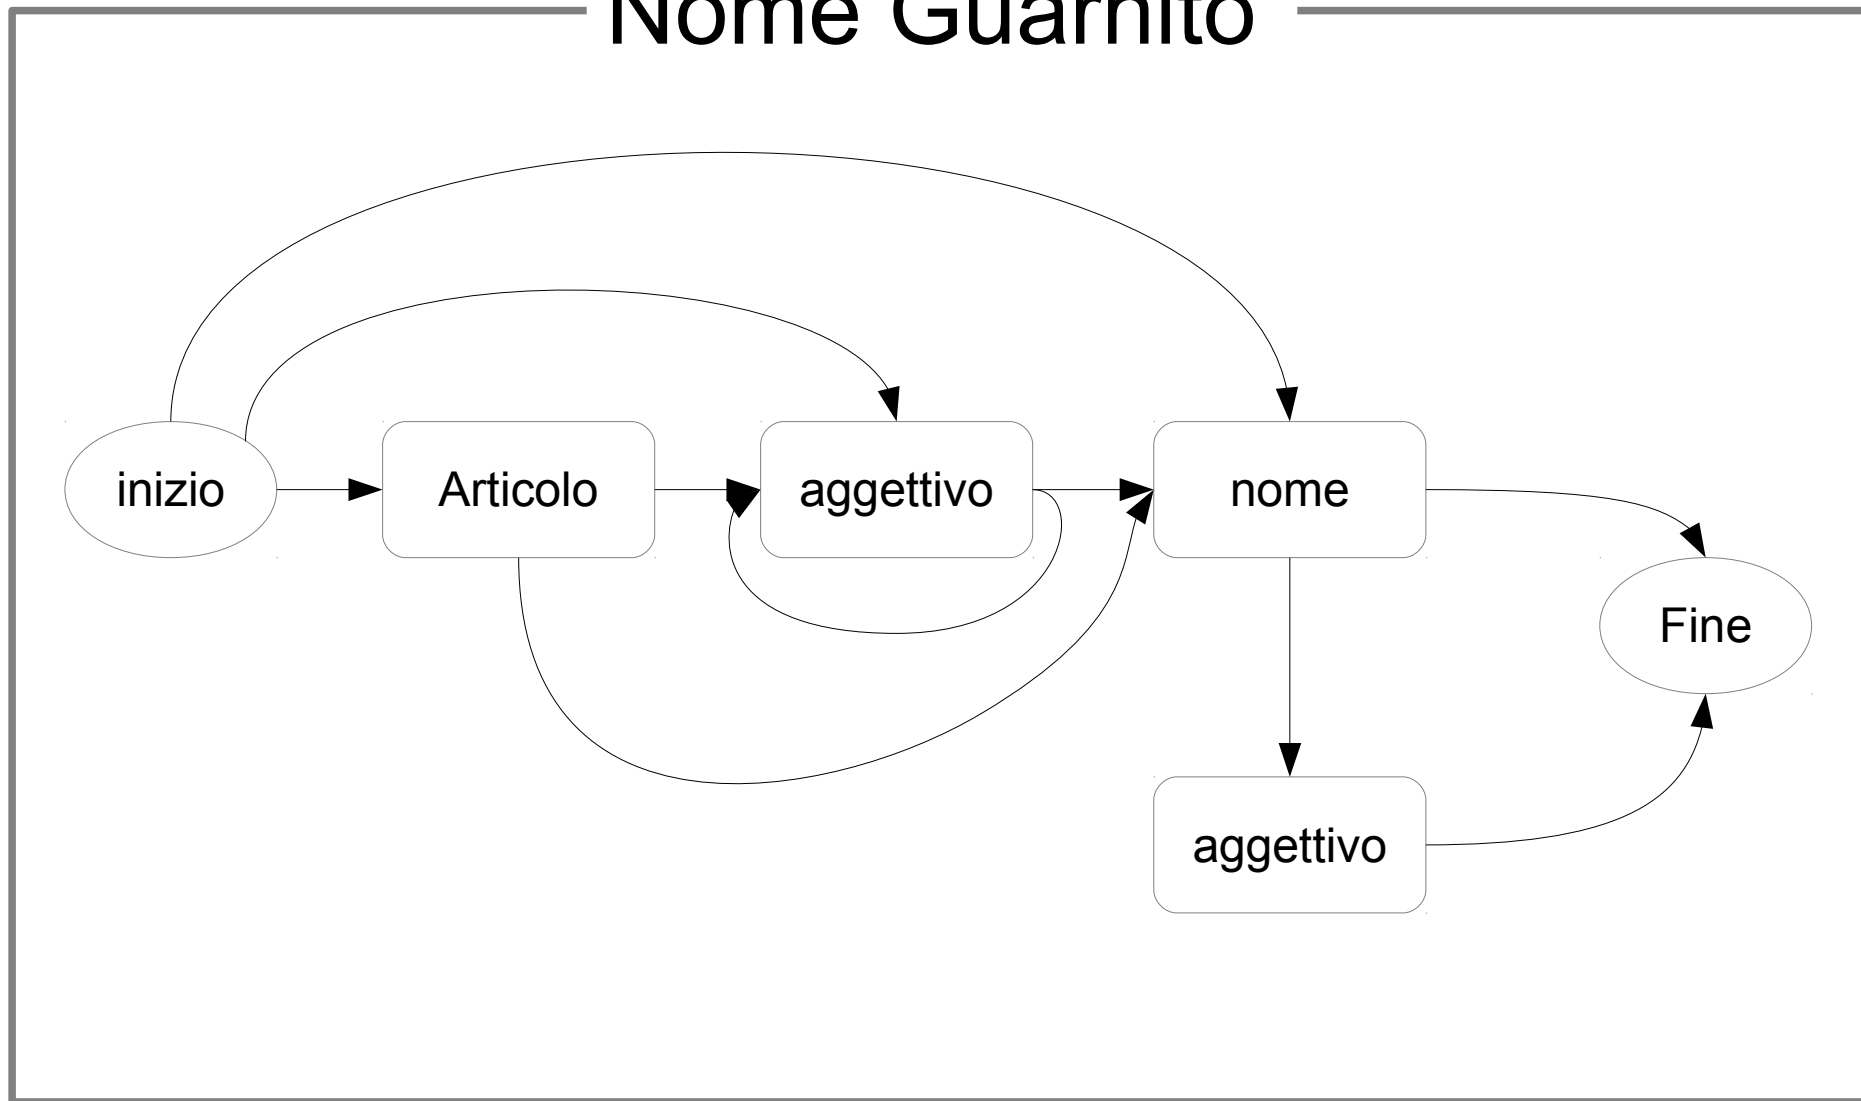 Nome Guarnito
inizio
Articolo
aggettivo
nome
Fine
aggettivo